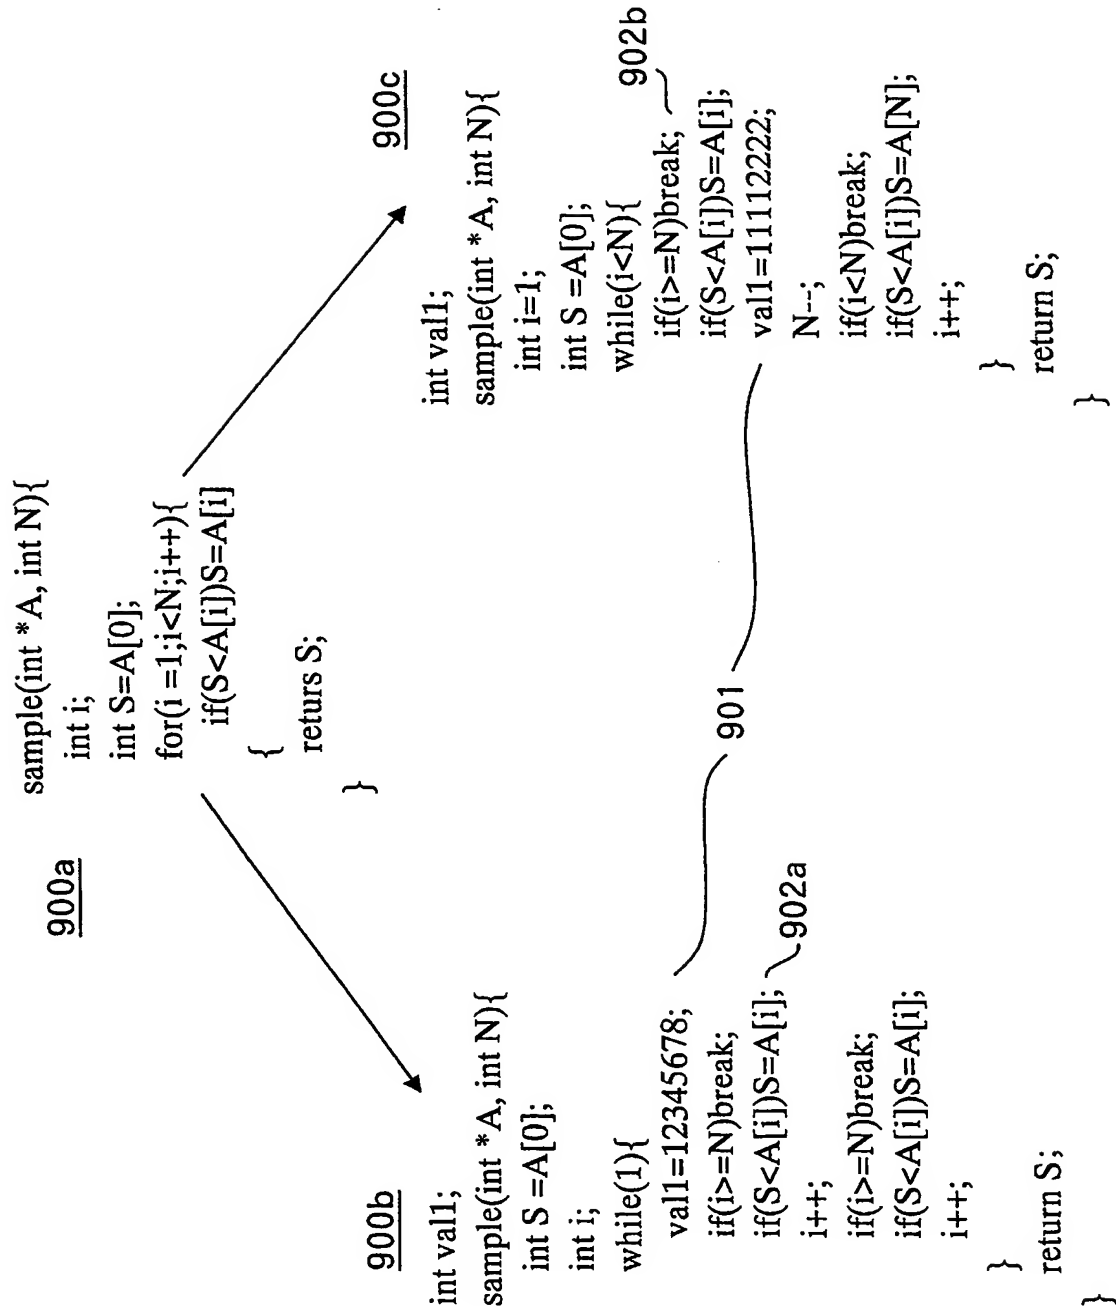 900a
sample(int *A, int N){
int i;
int S=A[0];
for(i =1;i<N;i++){
if(S<A[i])S=A[i]
{
returs S;
}
900b
int val1;
sample(int *A, int N){
int S =A[0];
int i;
while(1){
val1=12345678;
if(i>=N)break;
if(S<A[i])S=A[i];
i++;
if(i>=N)break;
if(S<A[i])S=A[i];
i++;
}
return S;
}
902a
901
900c
int val1;
sample(int *A, int N){
int i=1;
int S =A[0];
while(i<N){
if(i>=N)break;
if(S<A[i])S=A[i];
val1=11112222;
N--;
if(i<N)break;
if(S<A[i])S=A[N];
i++;
}
return S;
}
902b